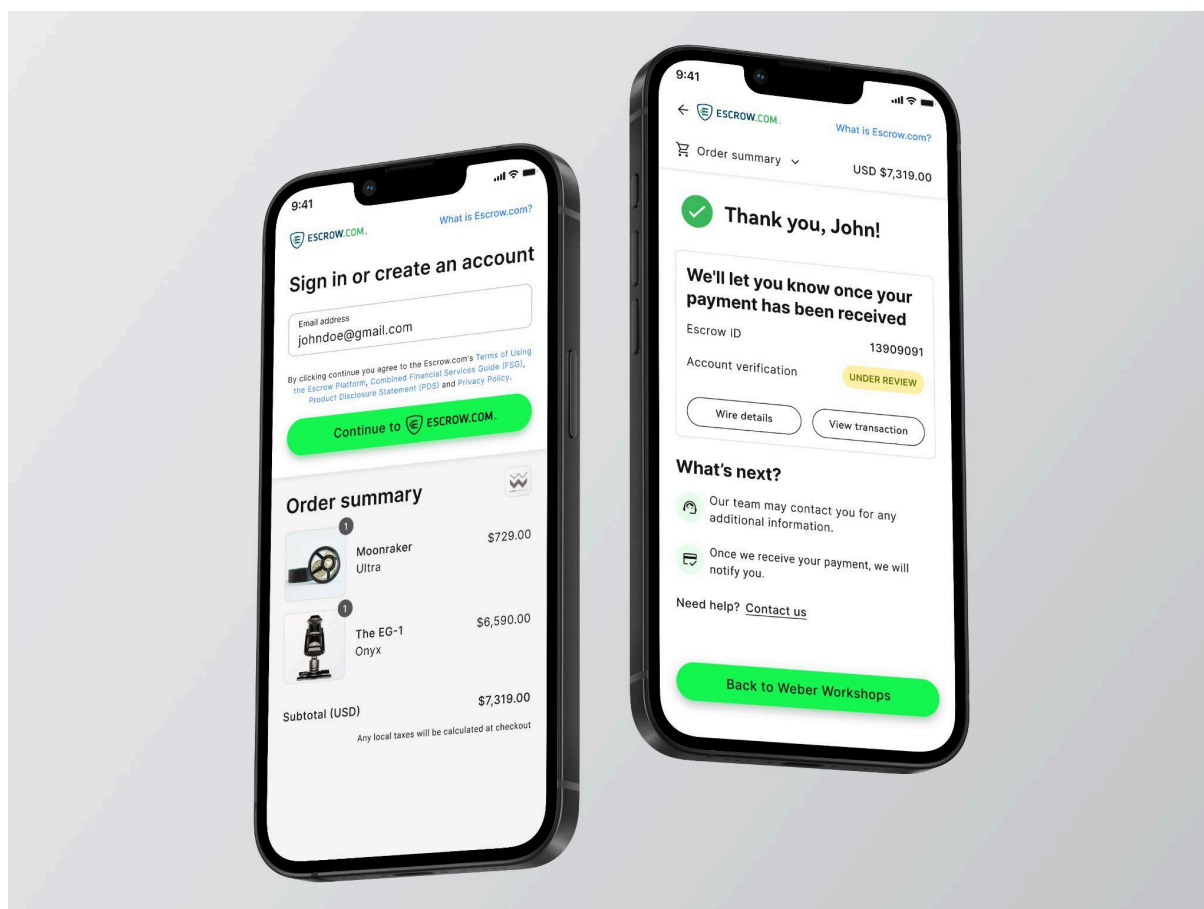 9:41
ESCROW.COM
What is Escrow.com?
Sign in or create an account
Email address
johndoe@gmail.com
By clicking continue you agree to the Escrow.com's Terms of Using
the Escrow Platform, Combined Financial Services Guide (FSG),
Product Disclosure Statement (PDS) and Privacy Policy.
Continue to ESCROW.COM
Order summary
1
Moonraker
Ultra
$729.00
1
The EG-1
Onyx
$6,590.00
Subtotal (USD)
$7,319.00
Any local taxes will be calculated at checkout
9:41
ESCROW.COM
What is Escrow.com?
Order summary
USD $7,319.00
Thank you, John!
We'll let you know once your
payment has been received
Escrow ID
13909091
Account verification
UNDER REVIEW
Wire details
View transaction
What's next?
Our team may contact you for any
additional information.
Once we receive your payment, we will
notify you.
Need help? Contact us
Back to Weber Workshops